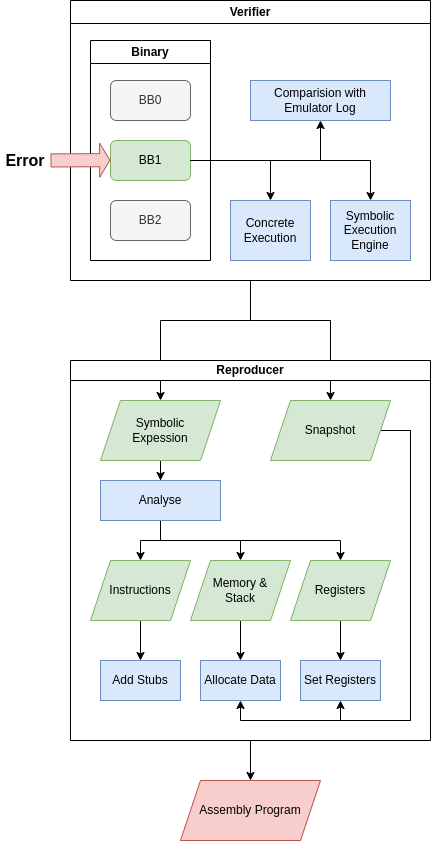 Verifier
Binary
BB0
Comparision with
Emulator Log
Error
BB1
BB2
Concrete
Execution
Symbolic
Execution
Engine
Reproducer
Symbolic
Expession
Snapshot
Analyse
Instructions
Memory &
Stack
Registers
Add Stubs
Allocate Data
Set Registers
Assembly Program